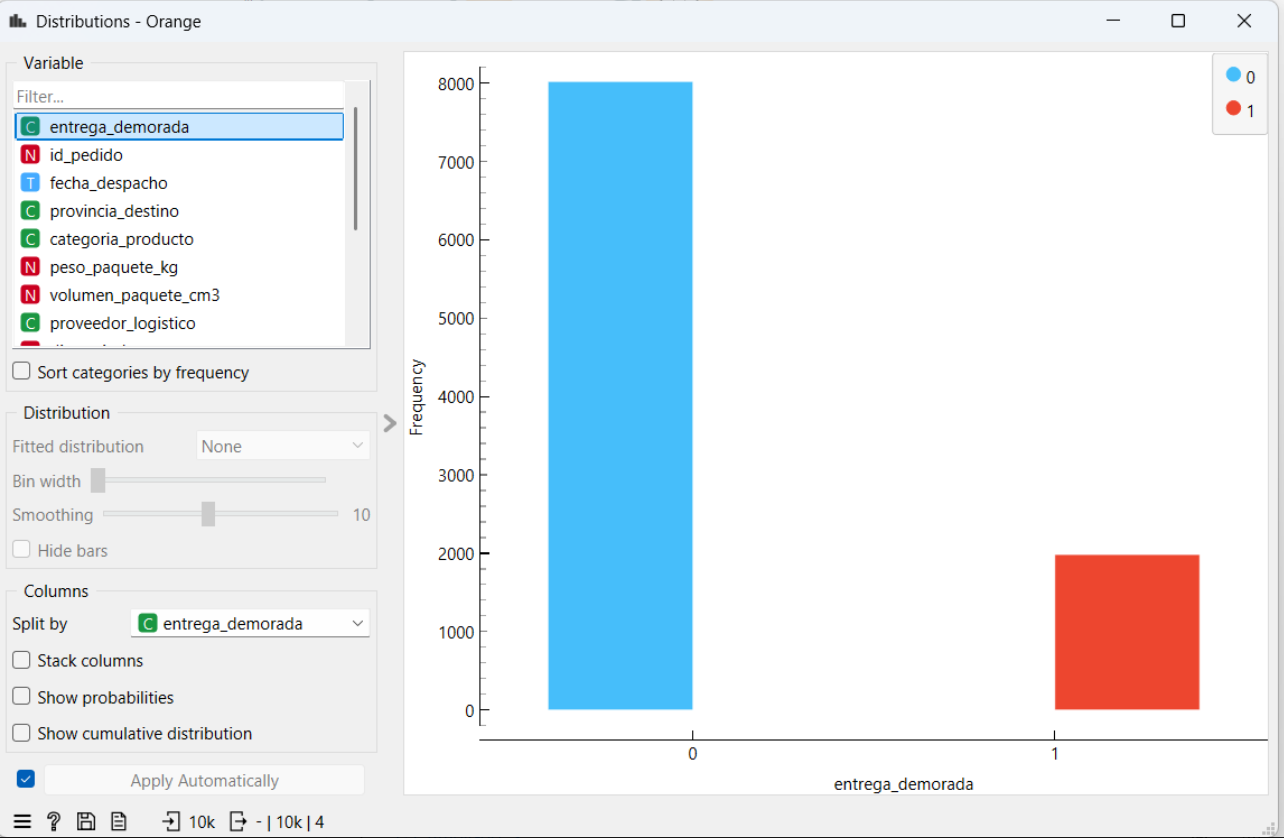 Distributions - Orange
Variable
Filter...
C entrega_demorada
N id_pedido
T fecha_despacho
C provincia_destino
C categoria_producto
N peso_paquete_kg
N volumen_paquete_cm3
C proveedor_logistico
Sort categories by frequency
Distribution
Fitted distribution None
Bin width
Smoothing 10
Hide bars
Columns
Split by C entrega_demorada
Stack columns
Show probabilities
Show cumulative distribution
Apply Automatically
? 10k - | 10k | 4
8000
7000
6000
5000
4000
3000
2000
1000
0
Frequency
0 1
entrega_demorada
0
1